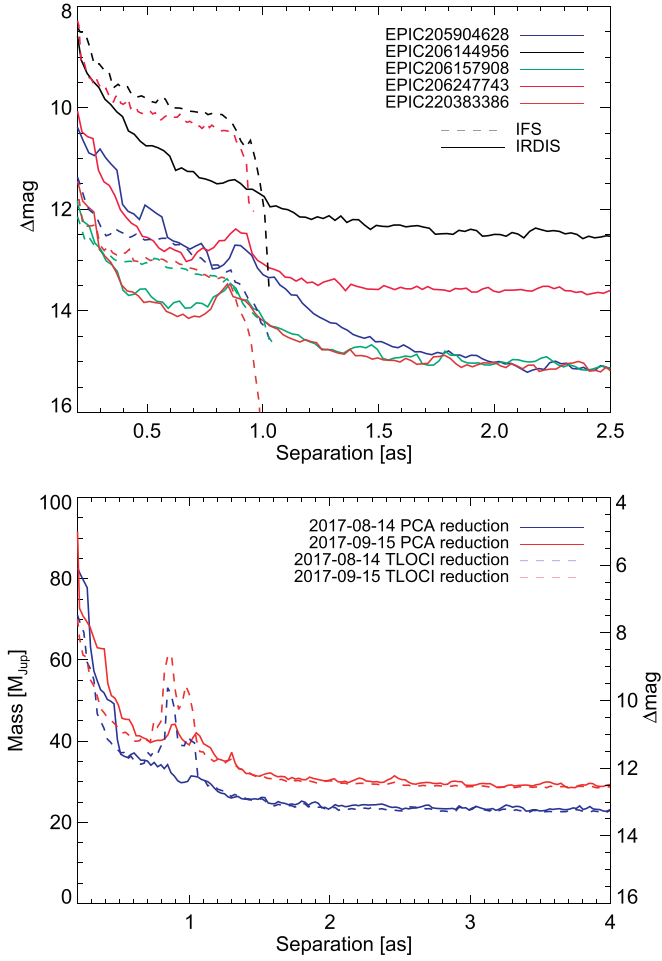 8
10
12
14
16
Δmag
EPIC205904628
EPIC206144956
EPIC206157908
EPIC206247743
EPIC220383386
IFS
IRDIS
0.5 1.0 1.5 2.0 2.5
Separation [as]
100
80
60
40
20
0
Mass [MJup]
2017-08-14 PCA reduction
2017-09-15 PCA reduction
2017-08-14 TLOCI reduction
2017-09-15 TLOCI reduction
4
6
8
10
12
14
16
Δmag
1 2 3 4
Separation [as]